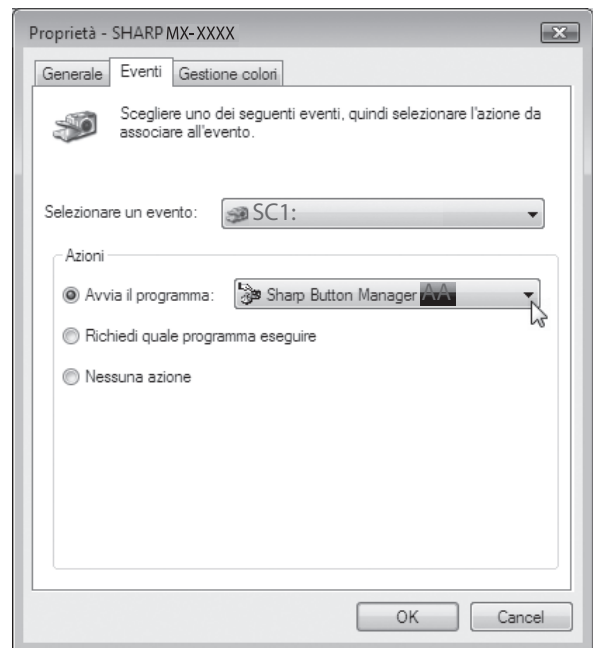 Proprietà - SHARP MX-XXXX
Generale Eventi Gestione colori
Scegliere uno dei seguenti eventi, quindi selezionare l'azione da
associare all'evento.
Selezionare un evento: SC1:
Azioni
Avvia il programma: Sharp Button Manager AA
Richiedi quale programma eseguire
Nessuna azione
OK Cancel